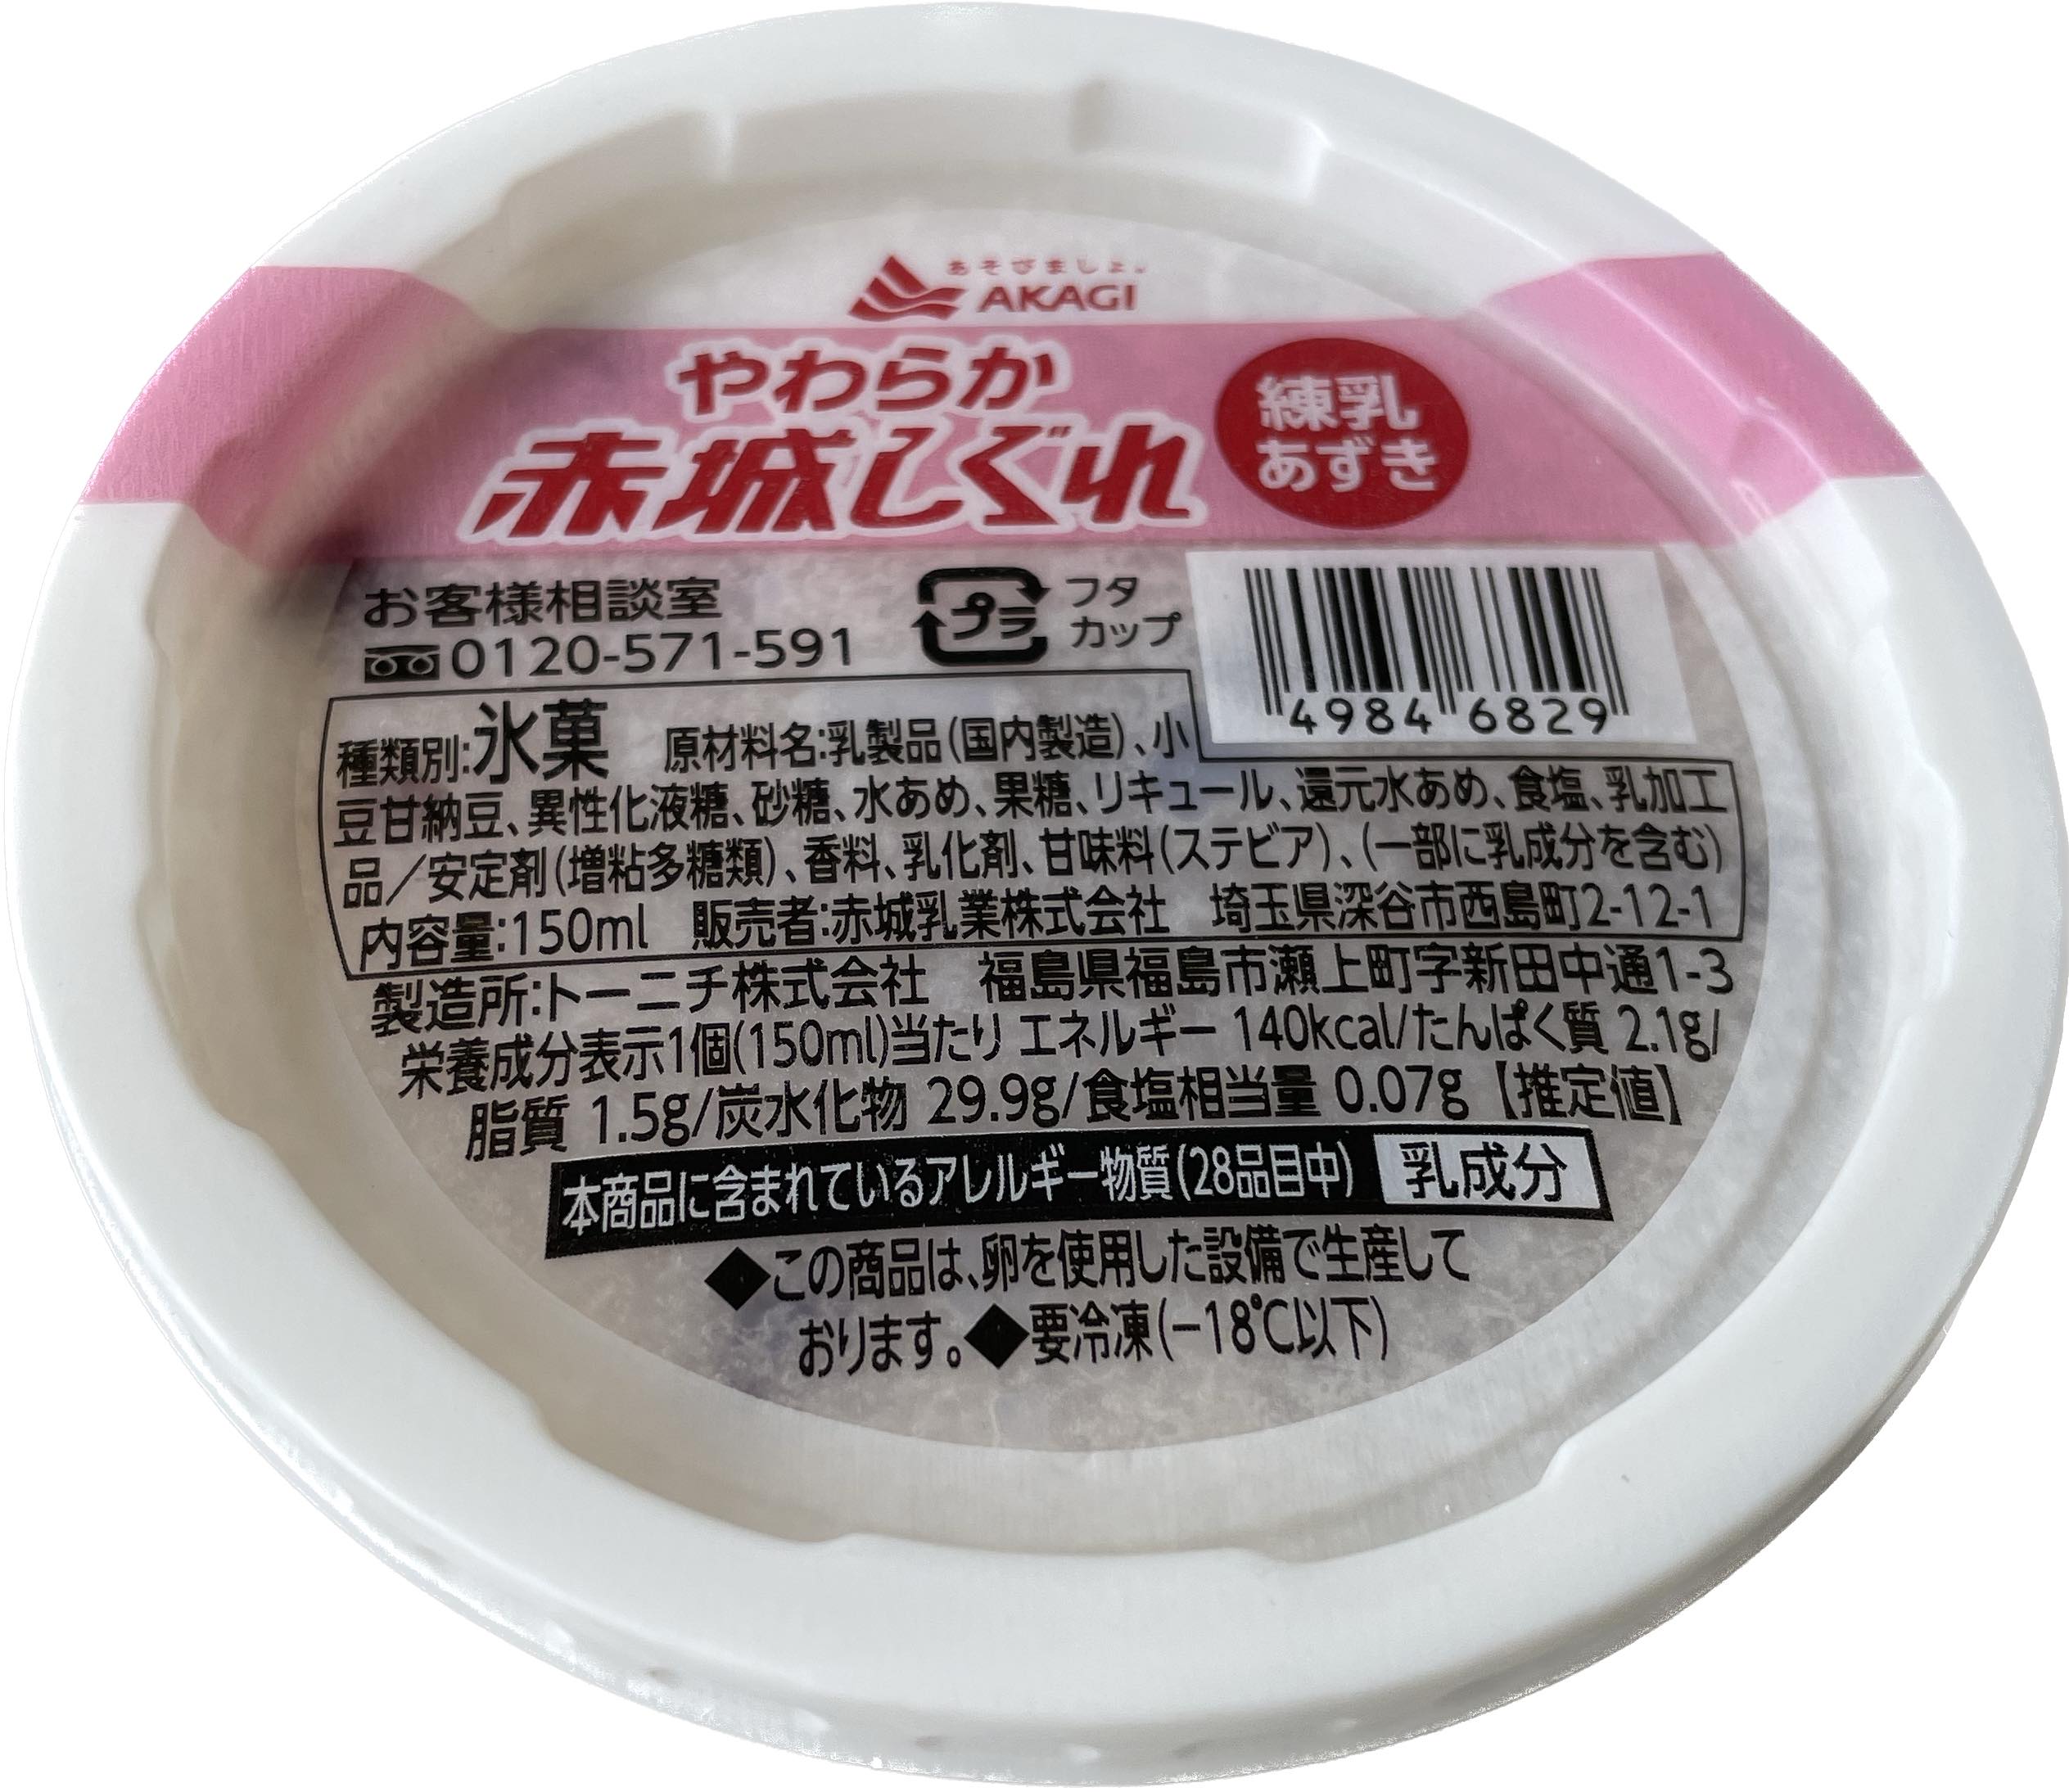 あそびましょ。
AKAGI
やわらか
赤城しぐれ
練乳
あずき
お客様相談室
0120-571-591
プラ
フタ
カップ
4984 6829
種類別:氷菓 原材料名:乳製品(国内製造)、小
豆甘納豆、異性化液糖、砂糖、水あめ、果糖、リキュール、還元水あめ、食塩、乳加工
品/安定剤(増粘多糖類)、香料、乳化剤、甘味料(ステビア)、(一部に乳成分を含む)
内容量:150ml 販売者:赤城乳業株式会社 埼玉県深谷市西島町2-12-1
製造所:トーニチ株式会社 福島県福島市瀬上町字新田中通1-3
栄養成分表示1個(150ml)当たり エネルギー 140kcal/たんぱく質 2.1g/
脂質 1.5g/炭水化物 29.9g/食塩相当量 0.07g【推定値】
本商品に含まれているアレルギー物質(28品目中) 乳成分
◆この商品は、卵を使用した設備で生産して
おります。◆要冷凍(−18℃以下)